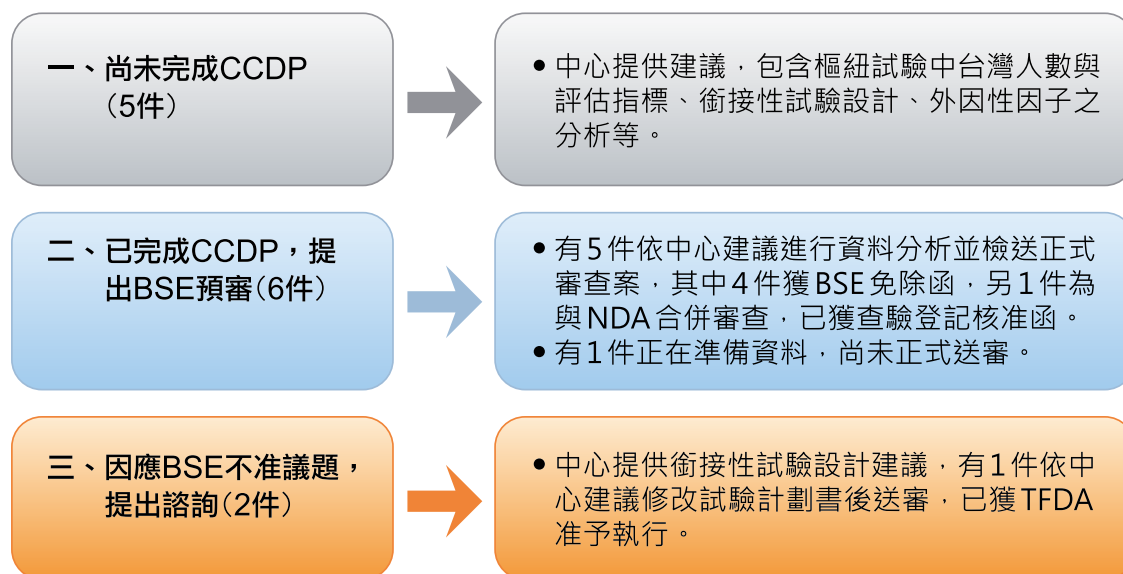 一、尚未完成CCDP
(5件)
• 中心提供建議，包含樞紐試驗中台灣人數與
評估指標、銜接性試驗設計、外因性因子之
分析等。
二、已完成CCDP，提
出BSE預審(6件)
• 有5件依中心建議進行資料分析並檢送正式
審查案，其中4件獲BSE免除函，另1件為
與NDA合併審查，已獲查驗登記核准函。
• 有1件正在準備資料，尚未正式送審。
三、因應BSE不准議題，
提出諮詢(2件)
• 中心提供銜接性試驗設計建議，有1件依中
心建議修改試驗計劃書後送審，已獲TFDA
准予執行。